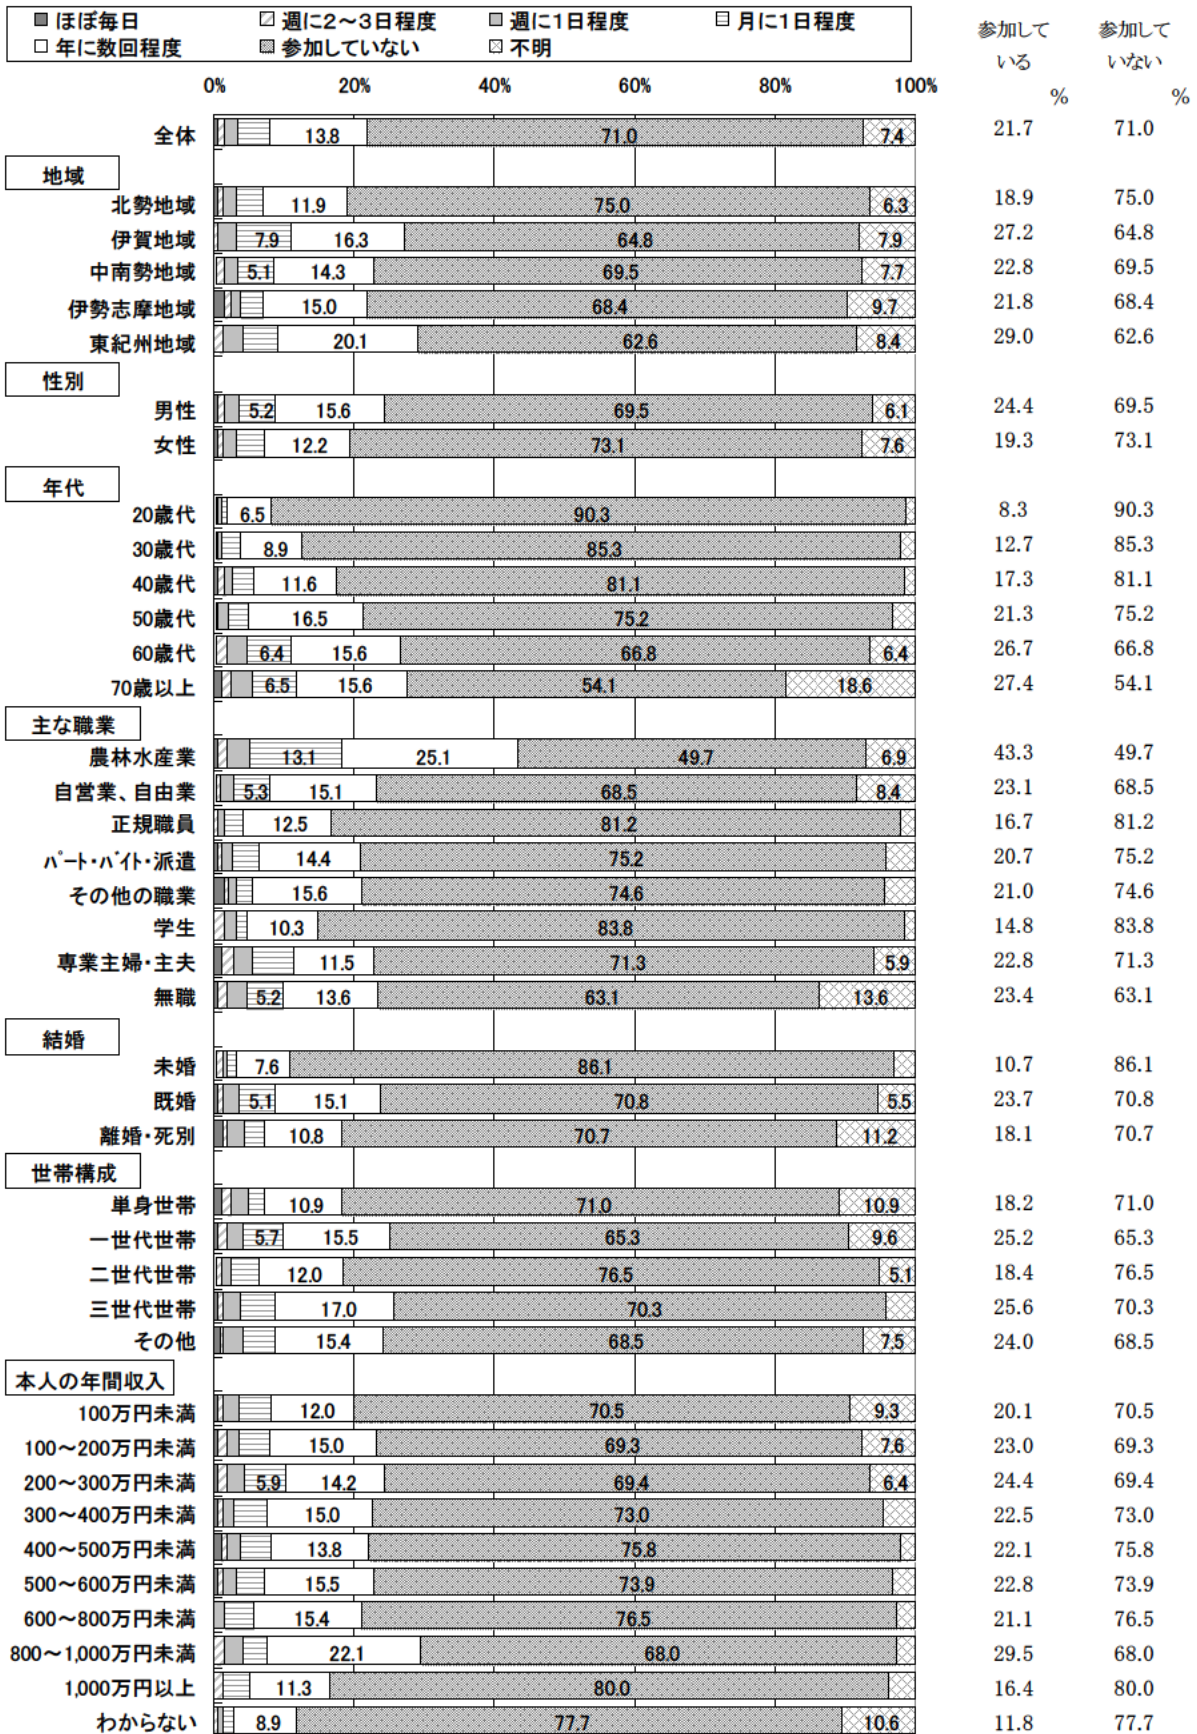 ほぼ毎日 週に2～3日程度 週に1日程度 月に1日程度
年に数回程度 参加していない 不明
参加して いる 参加して いない
% %
0% 20% 40% 60% 80% 100%
全体 13.8 71.0 7.4 21.7 71.0
地域
北勢地域 11.9 75.0 6.3 18.9 75.0
伊賀地域 7.9 16.3 64.8 7.9 27.2 64.8
中南勢地域 5.1 14.3 69.5 7.7 22.8 69.5
伊勢志摩地域 15.0 68.4 9.7 21.8 68.4
東紀州地域 20.1 62.6 8.4 29.0 62.6
性別
男性 5.2 15.6 69.5 6.1 24.4 69.5
女性 12.2 73.1 7.6 19.3 73.1
年代
20歳代 6.5 90.3 8.3 90.3
30歳代 8.9 85.3 12.7 85.3
40歳代 11.6 81.1 17.3 81.1
50歳代 16.5 75.2 21.3 75.2
60歳代 6.4 15.6 66.8 6.4 26.7 66.8
70歳以上 6.5 15.6 54.1 18.6 27.4 54.1
主な職業
農林水産業 13.1 25.1 49.7 6.9 43.3 49.7
自営業、自由業 5.3 15.1 68.5 8.4 23.1 68.5
正規職員 12.5 81.2 16.7 81.2
ﾊﾟｰﾄ･ﾊﾞｲﾄ･派遣 14.4 75.2 20.7 75.2
その他の職業 15.6 74.6 21.0 74.6
学生 10.3 83.8 14.8 83.8
専業主婦・主夫 11.5 71.3 5.9 22.8 71.3
無職 5.2 13.6 63.1 13.6 23.4 63.1
結婚
未婚 7.6 86.1 10.7 86.1
既婚 5.1 15.1 70.8 5.5 23.7 70.8
離婚・死別 10.8 70.7 11.2 18.1 70.7
世帯構成
単身世帯 10.9 71.0 10.9 18.2 71.0
一世代世帯 5.7 15.5 65.3 9.6 25.2 65.3
二世代世帯 12.0 76.5 5.1 18.4 76.5
三世代世帯 17.0 70.3 25.6 70.3
その他 15.4 68.5 7.5 24.0 68.5
本人の年間収入
100万円未満 12.0 70.5 9.3 20.1 70.5
100～200万円未満 15.0 69.3 7.6 23.0 69.3
200～300万円未満 5.9 14.2 69.4 6.4 24.4 69.4
300～400万円未満 15.0 73.0 22.5 73.0
400～500万円未満 13.8 75.8 22.1 75.8
500～600万円未満 15.5 73.9 22.8 73.9
600～800万円未満 15.4 76.5 21.1 76.5
800～1,000万円未満 22.1 68.0 29.5 68.0
1,000万円以上 11.3 80.0 16.4 80.0
わからない 8.9 77.7 10.6 11.8 77.7